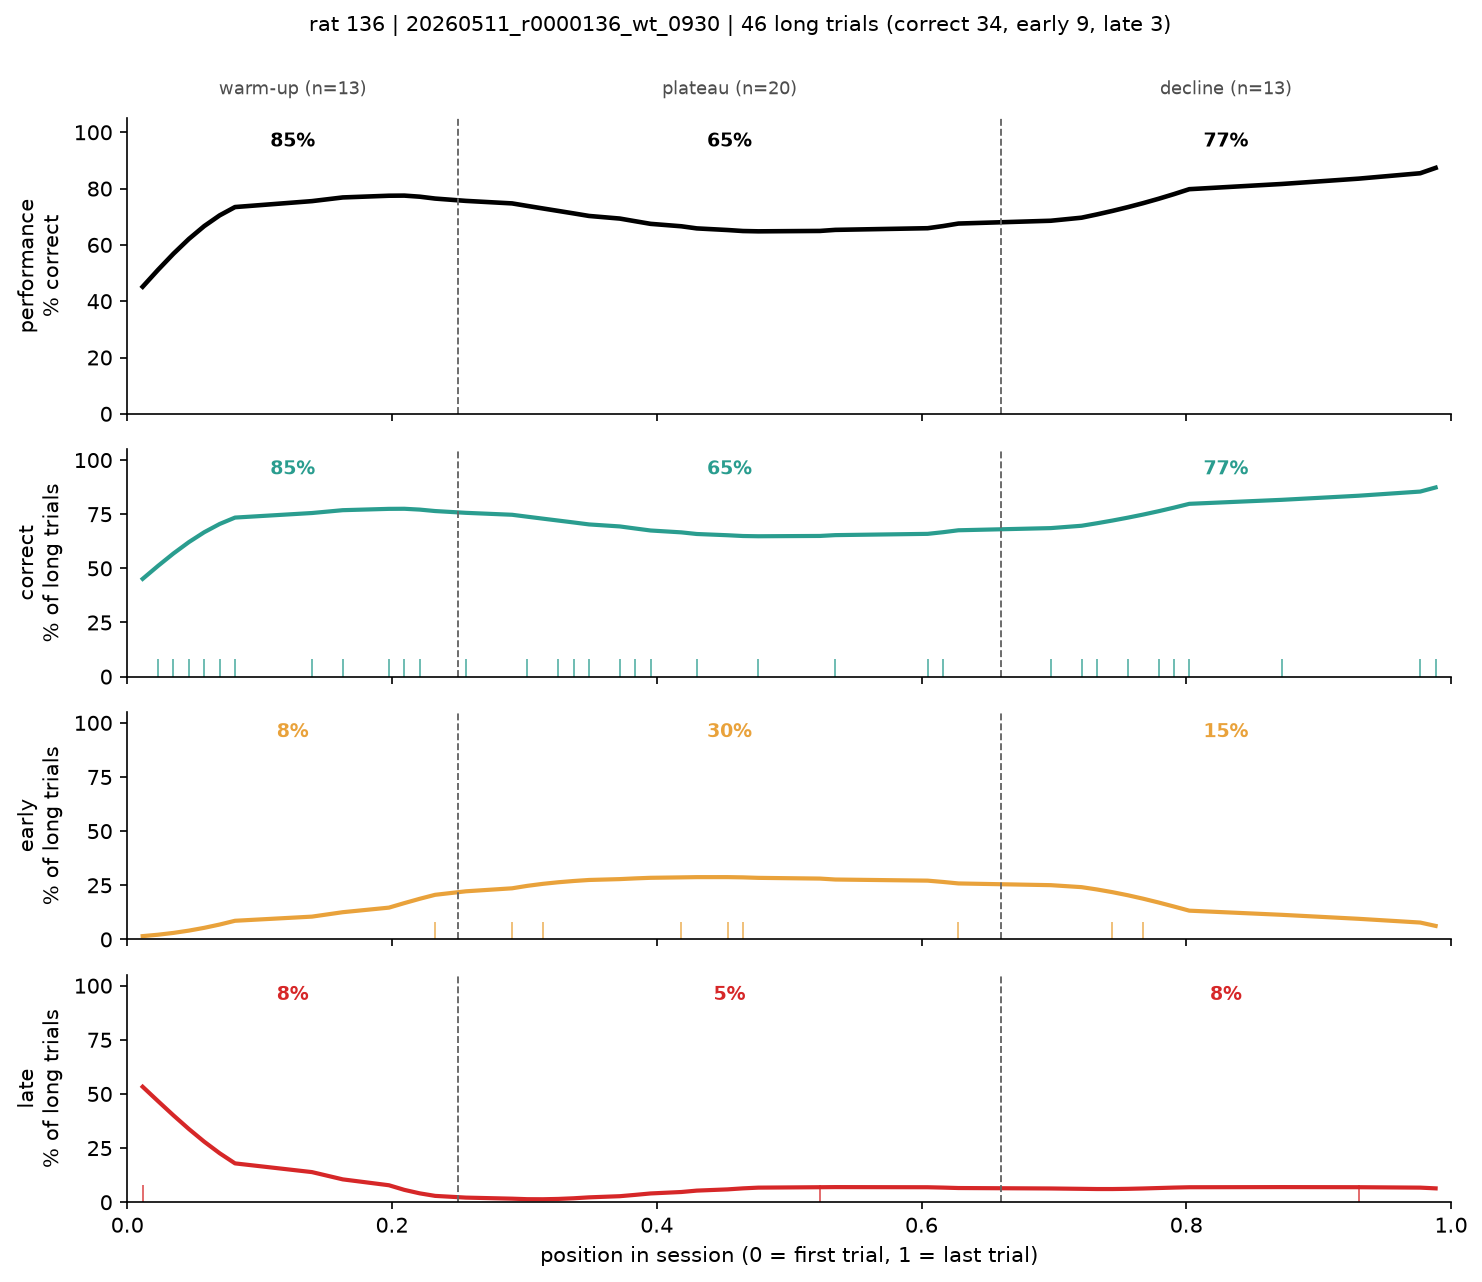 rat 136 | 20260511_r0000136_wt_0930 | 46 long trials (correct 34, early 9, late 3)
warm-up (n=13) plateau (n=20) decline (n=13)
performance
% correct
100
80
60
40
20
0
85% 65% 77%
correct
% of long trials
100
75
50
25
0
85% 65% 77%
early
% of long trials
100
75
50
25
0
8% 30% 15%
late
% of long trials
100
75
50
25
0
8% 5% 8%
0.0 0.2 0.4 0.6 0.8 1.0
position in session (0 = first trial, 1 = last trial)